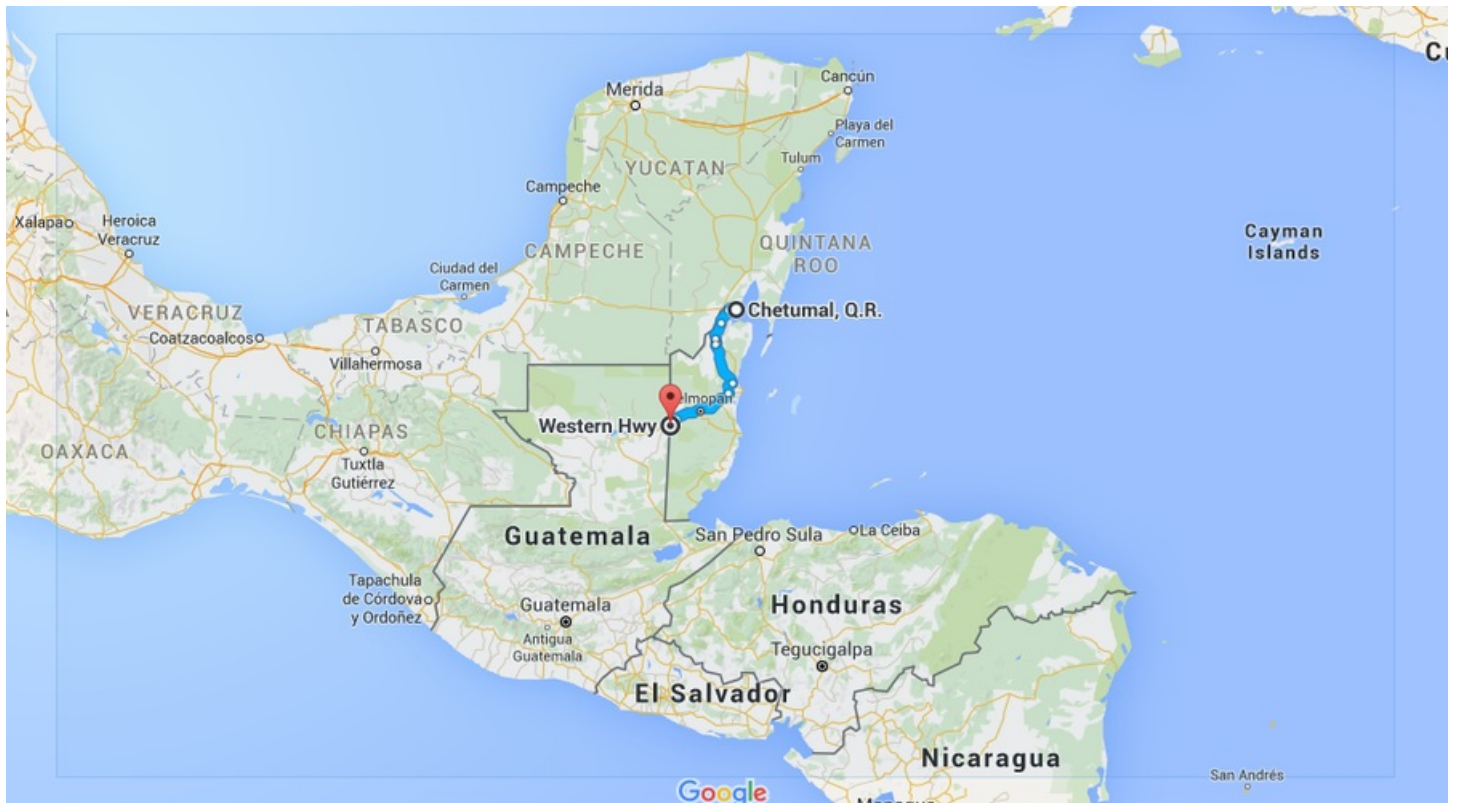 Cu
Merida
Cancún
Playa del
Carmen
Tulum
YUCATAN
Campeche
Xalapa
Heroica
Veracruz
CAMPECHE
QUINTANA
ROO
Cayman
Islands
Ciudad del
Carmen
VERACRUZ
TABASCO
Chetumal, Q.R.
Coatzacoalcos
Villahermosa
elmopan
Western Hwy
CHIAPAS
OAXACA
Tuxtla
Gutiérrez
Guatemala
San Pedro Sula
La Ceiba
Tapachula
de Córdova
y Ordoñez
Guatemala
Honduras
Antigua
Guatemala
Tegucigalpa
El Salvador
Nicaragua
San Andrés
Google